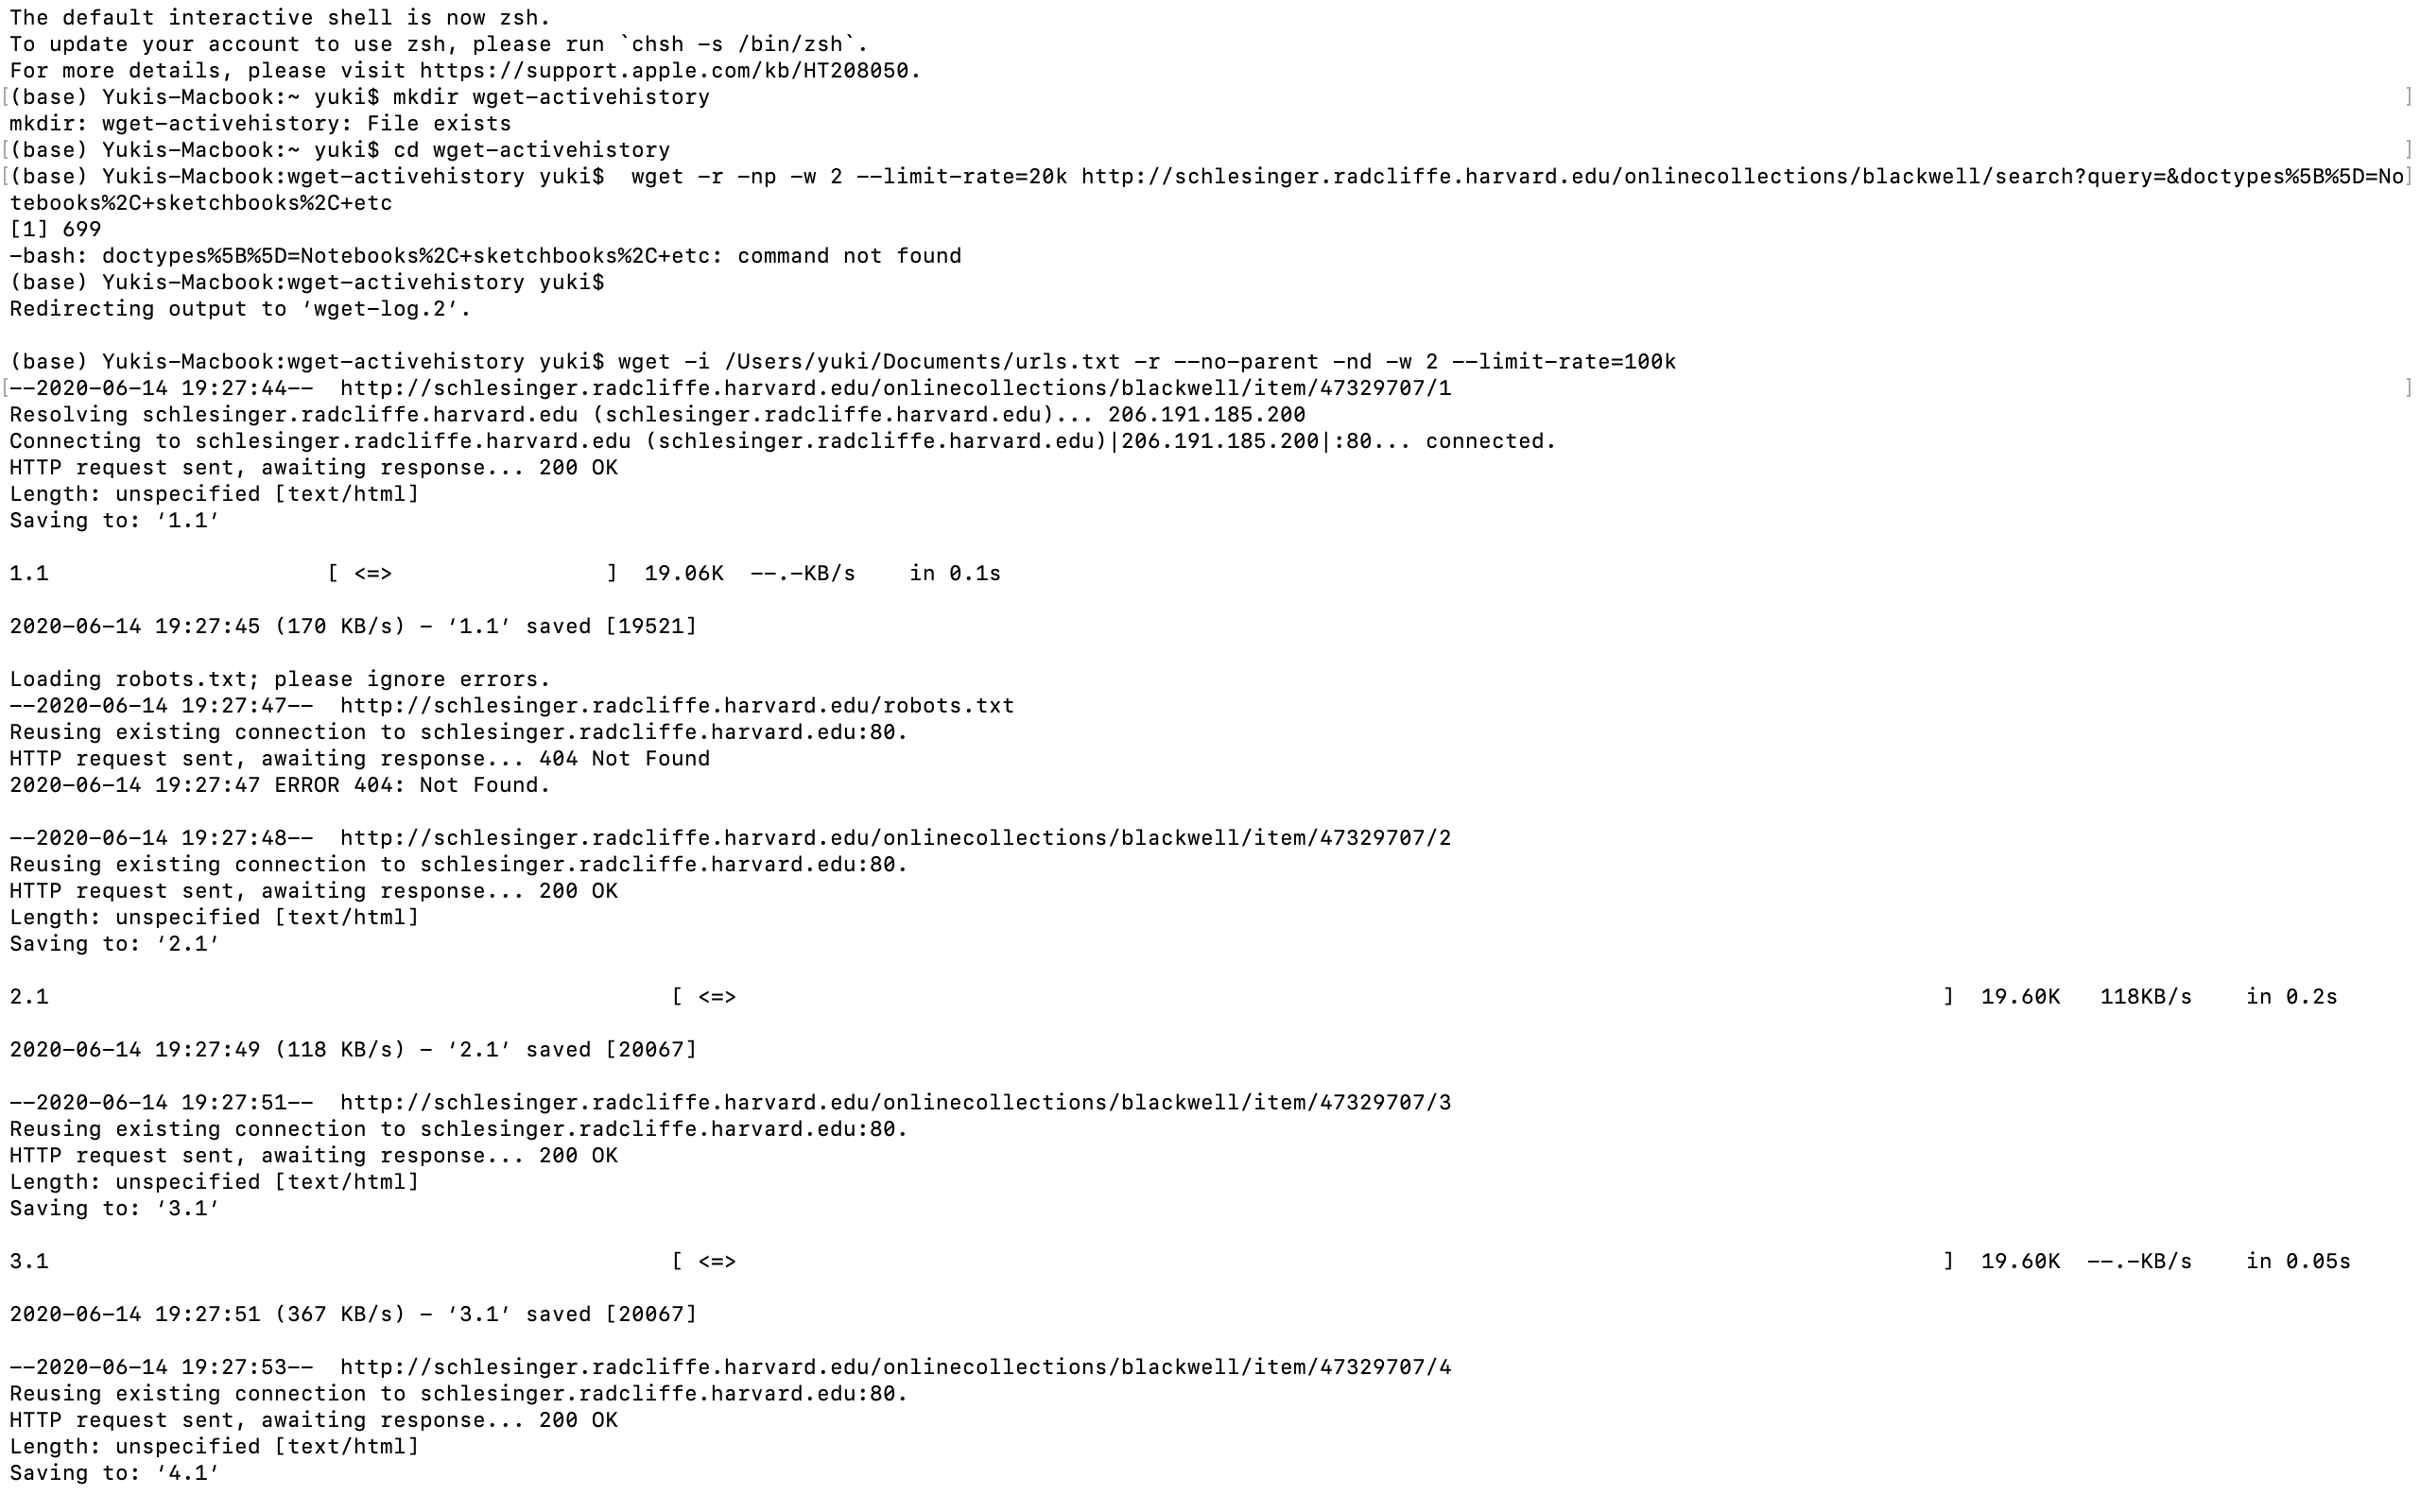 The default interactive shell is now zsh.
To update your account to use zsh, please run `chsh -s /bin/zsh`.
For more details, please visit https://support.apple.com/kb/HT208050.
[(base) Yukis-Macbook:~ yuki$ mkdir wget-activehistory ]
mkdir: wget-activehistory: File exists
[(base) Yukis-Macbook:~ yuki$ cd wget-activehistory ]
[(base) Yukis-Macbook:wget-activehistory yuki$  wget -r -np -w 2 --limit-rate=20k http://schlesinger.radcliffe.harvard.edu/onlinecollections/blackwell/search?query=&doctypes%5B%5D=No]
tebooks%2C+sketchbooks%2C+etc
[1] 699
-bash: doctypes%5B%5D=Notebooks%2C+sketchbooks%2C+etc: command not found
(base) Yukis-Macbook:wget-activehistory yuki$
Redirecting output to ‘wget-log.2’.
(base) Yukis-Macbook:wget-activehistory yuki$ wget -i /Users/yuki/Documents/urls.txt -r --no-parent -nd -w 2 --limit-rate=100k
[--2020-06-14 19:27:44--  http://schlesinger.radcliffe.harvard.edu/onlinecollections/blackwell/item/47329707/1 ]
Resolving schlesinger.radcliffe.harvard.edu (schlesinger.radcliffe.harvard.edu)... 206.191.185.200
Connecting to schlesinger.radcliffe.harvard.edu (schlesinger.radcliffe.harvard.edu)|206.191.185.200|:80... connected.
HTTP request sent, awaiting response... 200 OK
Length: unspecified [text/html]
Saving to: ‘1.1’
1.1                     [ <=>                ]  19.06K  --.-KB/s    in 0.1s
2020-06-14 19:27:45 (170 KB/s) - ‘1.1’ saved [19521]
Loading robots.txt; please ignore errors.
--2020-06-14 19:27:47--  http://schlesinger.radcliffe.harvard.edu/robots.txt
Reusing existing connection to schlesinger.radcliffe.harvard.edu:80.
HTTP request sent, awaiting response... 404 Not Found
2020-06-14 19:27:47 ERROR 404: Not Found.
--2020-06-14 19:27:48--  http://schlesinger.radcliffe.harvard.edu/onlinecollections/blackwell/item/47329707/2
Reusing existing connection to schlesinger.radcliffe.harvard.edu:80.
HTTP request sent, awaiting response... 200 OK
Length: unspecified [text/html]
Saving to: ‘2.1’
2.1                     [ <=>                ]  19.60K   118KB/s    in 0.2s
2020-06-14 19:27:49 (118 KB/s) - ‘2.1’ saved [20067]
--2020-06-14 19:27:51--  http://schlesinger.radcliffe.harvard.edu/onlinecollections/blackwell/item/47329707/3
Reusing existing connection to schlesinger.radcliffe.harvard.edu:80.
HTTP request sent, awaiting response... 200 OK
Length: unspecified [text/html]
Saving to: ‘3.1’
3.1                     [ <=>                ]  19.60K  --.-KB/s    in 0.05s
2020-06-14 19:27:51 (367 KB/s) - ‘3.1’ saved [20067]
--2020-06-14 19:27:53--  http://schlesinger.radcliffe.harvard.edu/onlinecollections/blackwell/item/47329707/4
Reusing existing connection to schlesinger.radcliffe.harvard.edu:80.
HTTP request sent, awaiting response... 200 OK
Length: unspecified [text/html]
Saving to: ‘4.1’